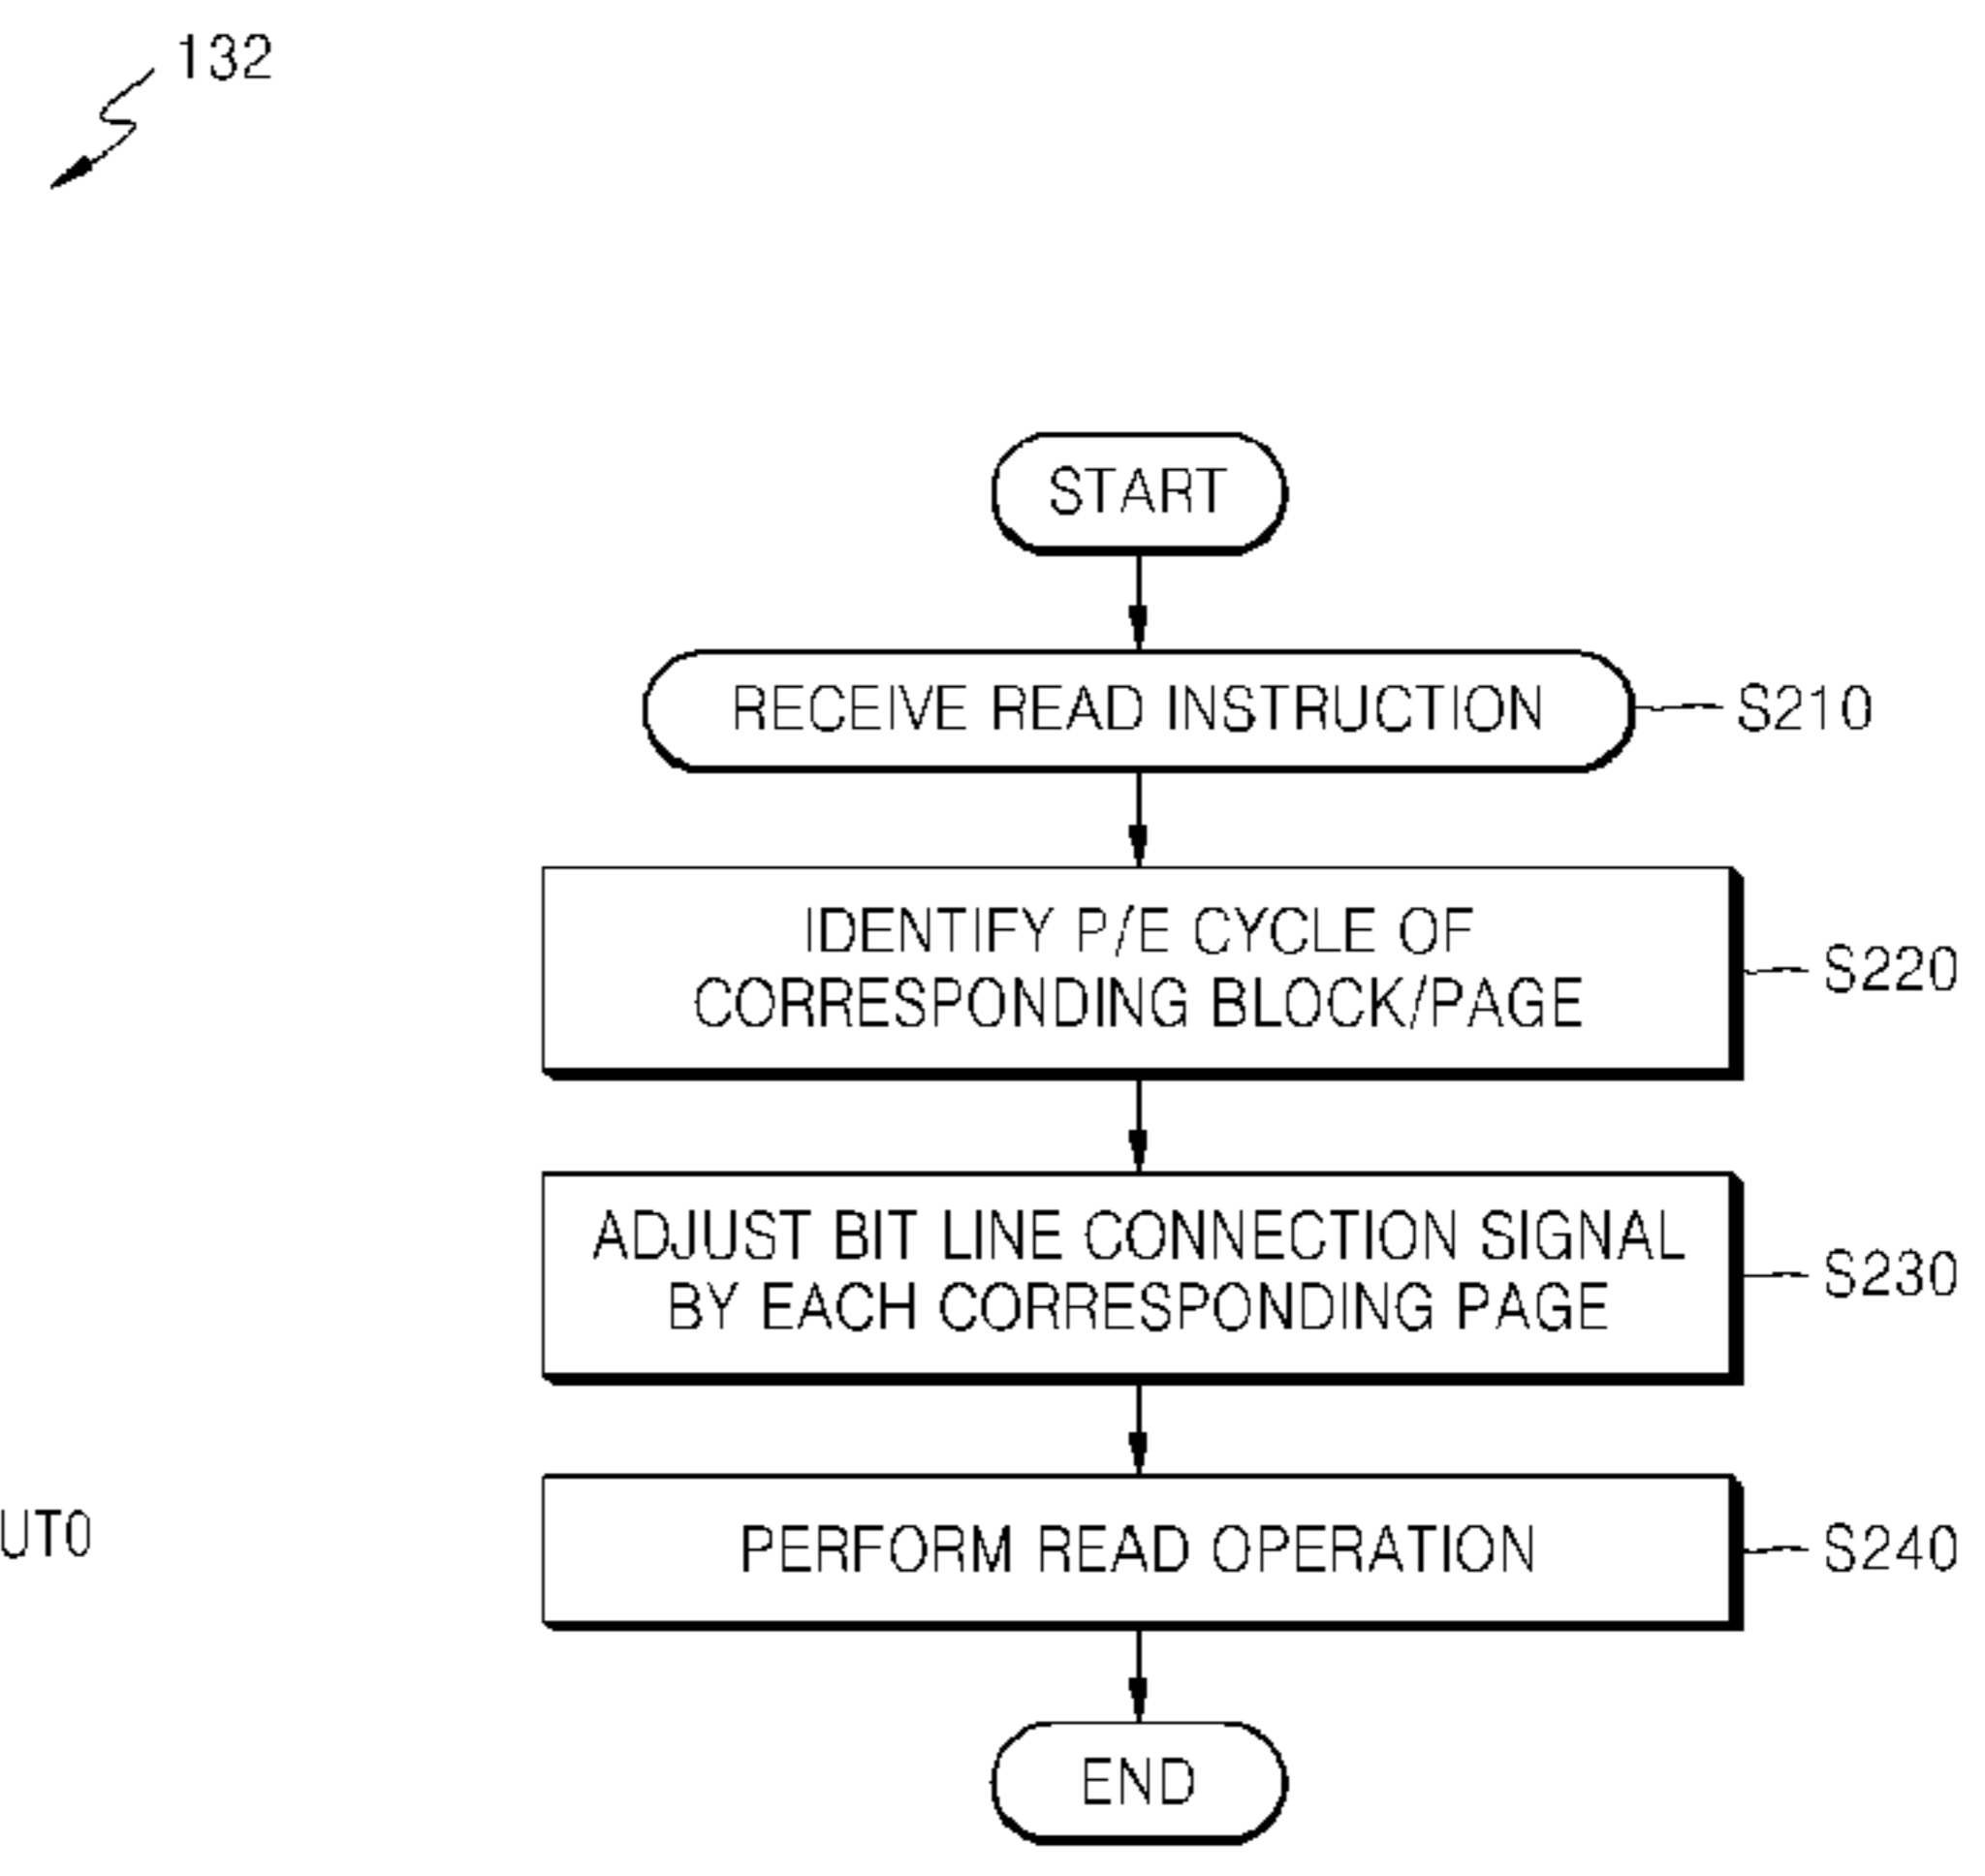 132
START
RECEIVE READ INSTRUCTION
S210
IDENTIFY P/E CYCLE OF
CORRESPONDING BLOCK/PAGE
S220
ADJUST BIT LINE CONNECTION SIGNAL
BY EACH CORRESPONDING PAGE
S230
UT0
PERFORM READ OPERATION
S240
END